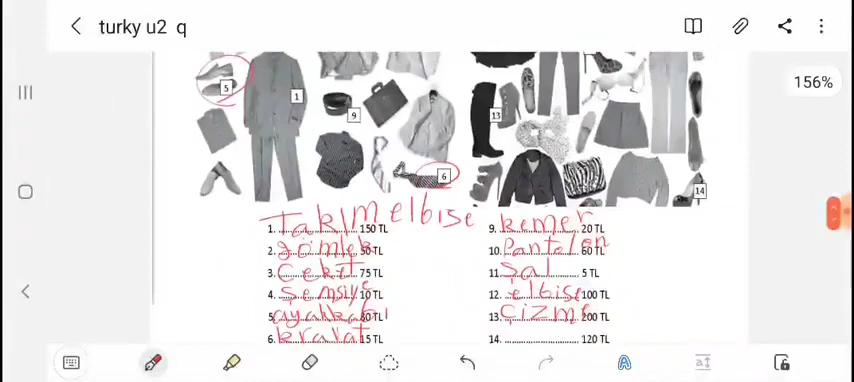 turky u2 q
156%
5
1
9
6
13
14
1. Takım elbise 150 TL
2. gömlek 50 TL
3. Ceket 75 TL
4. Şemsiye 10 TL
5. ayakkabı 80 TL
6. kravat 15 TL
9. kemer 20 TL
10. Pantalon 60 TL
11. Şal 5 TL
12. elbise 100 TL
13. Çizme 200 TL
14. 120 TL